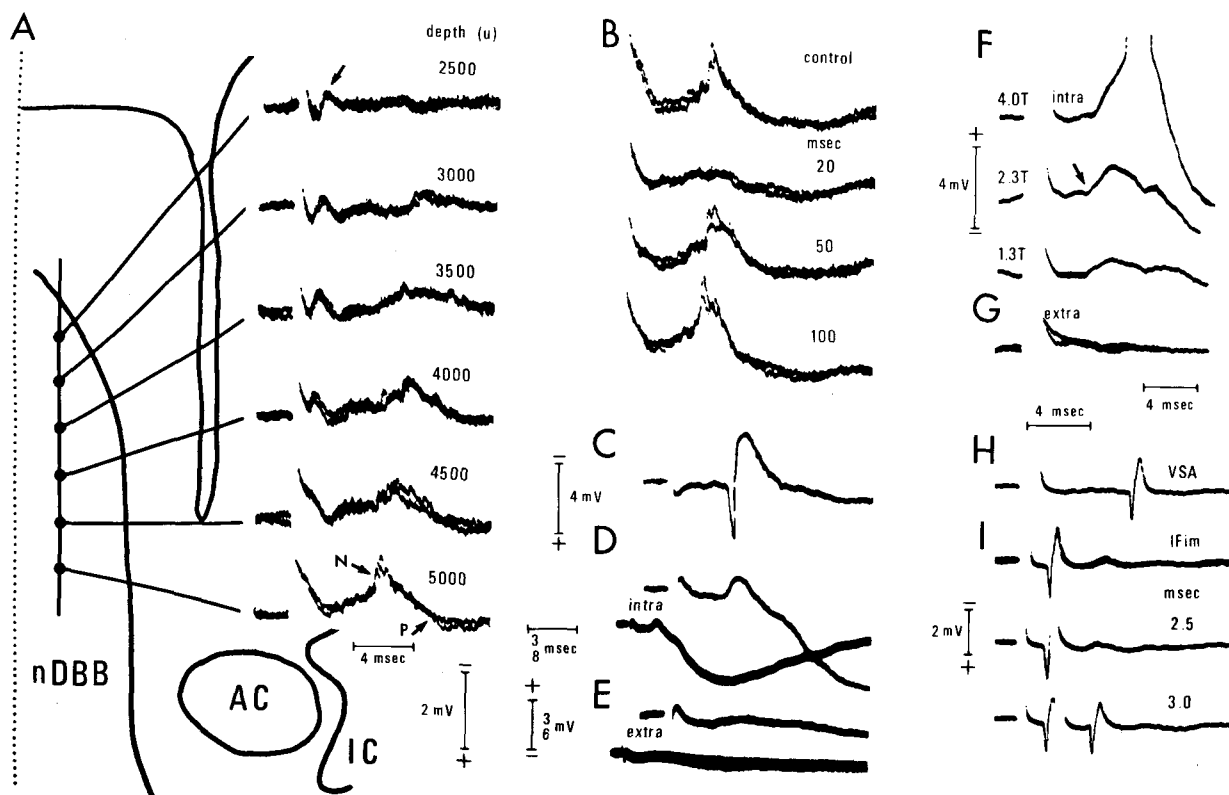 A
depth (u)
2500
3000
3500
4000
4500
5000
N
P
4 msec
2 mV
−
+
nDBB
AC
IC
3
8 msec
+
3
6 mV
−
B
control
msec
20
50
100
C
−
4 mV
+
D
intra
E
extra
F
4.0T
intra
+
4 mV
−
2.3T
1.3T
G
extra
4 msec
4 msec
H
VSA
I
IFim
msec
−
2 mV
+
2.5
3.0